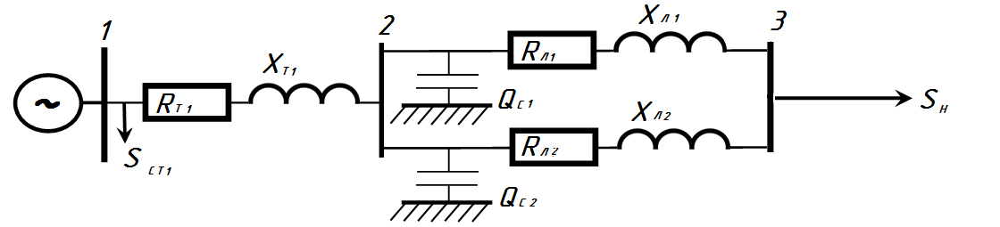 1
2
3
R Т1
X Т1
S СТ1
R Л1
X Л1
Q С1
R Л2
X Л2
Q С2
S Н